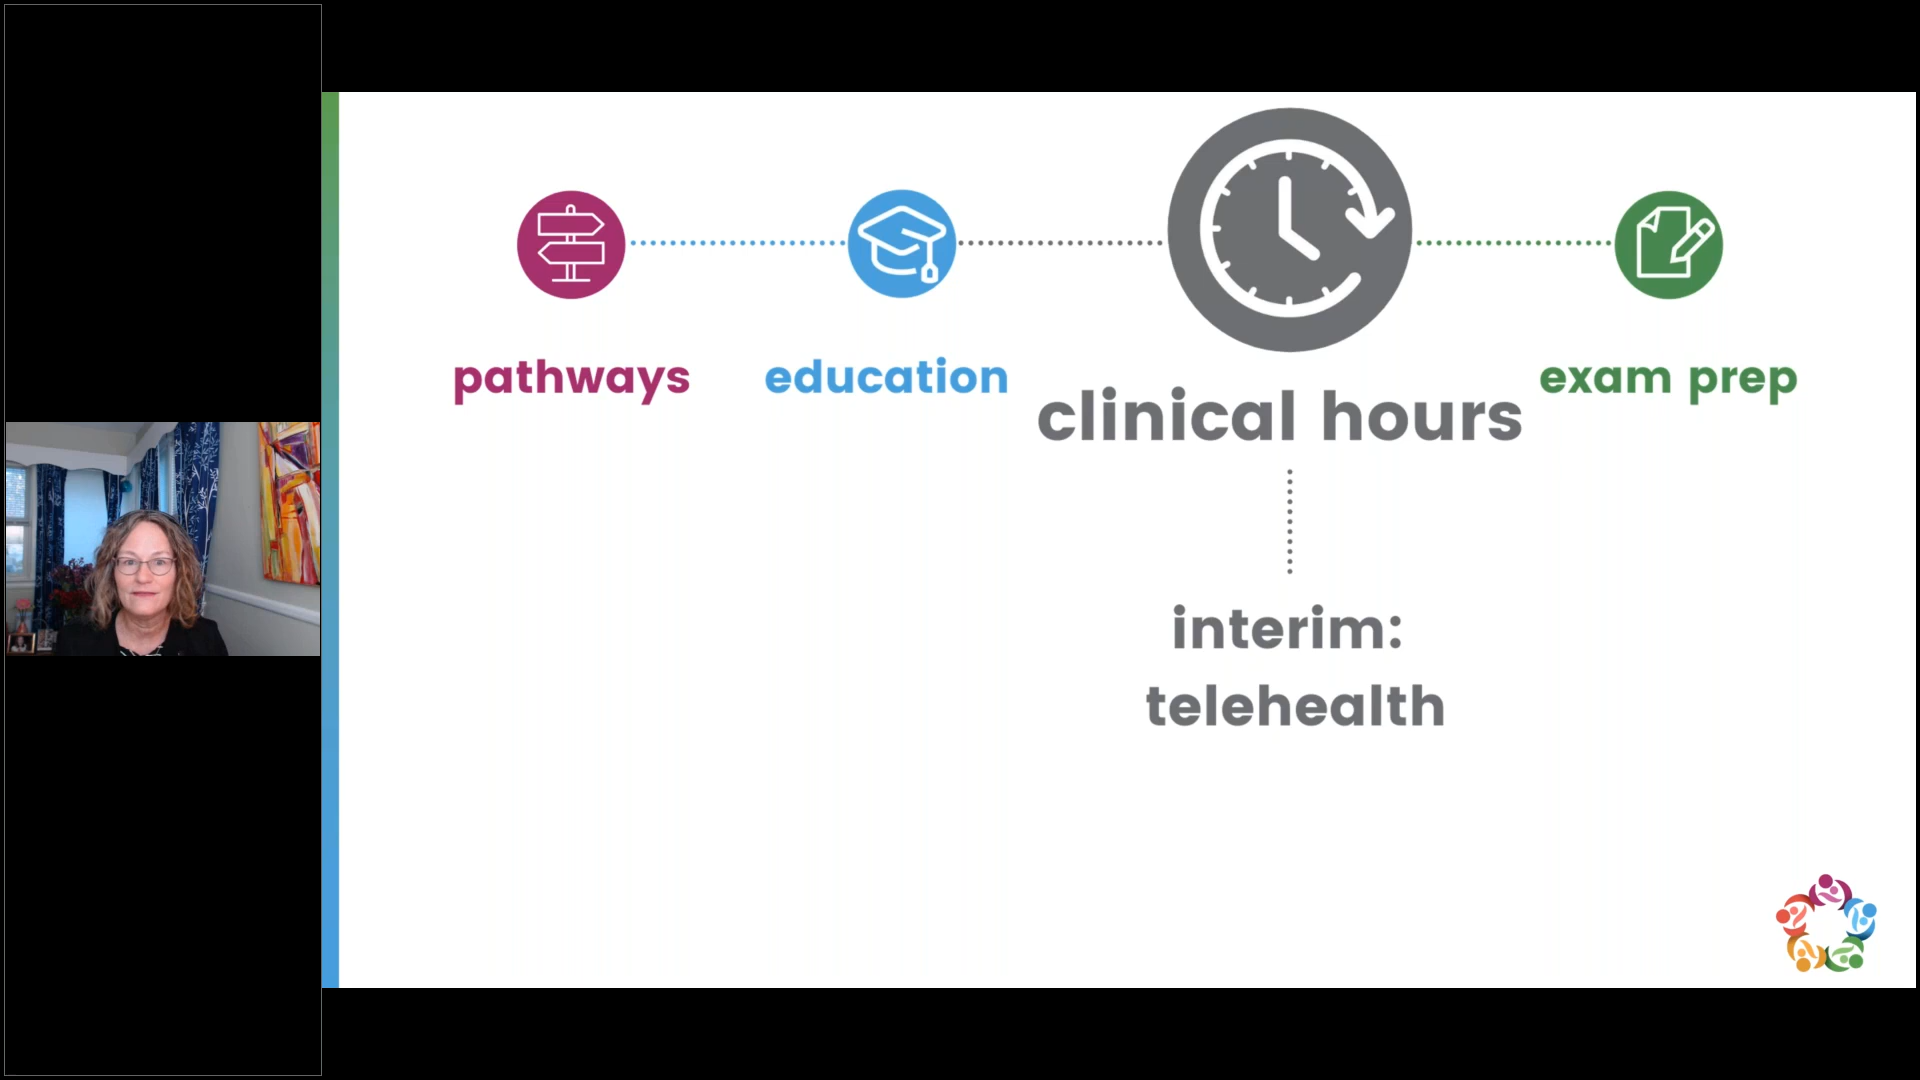 pathways
education
clinical hours
exam prep
interim:
telehealth